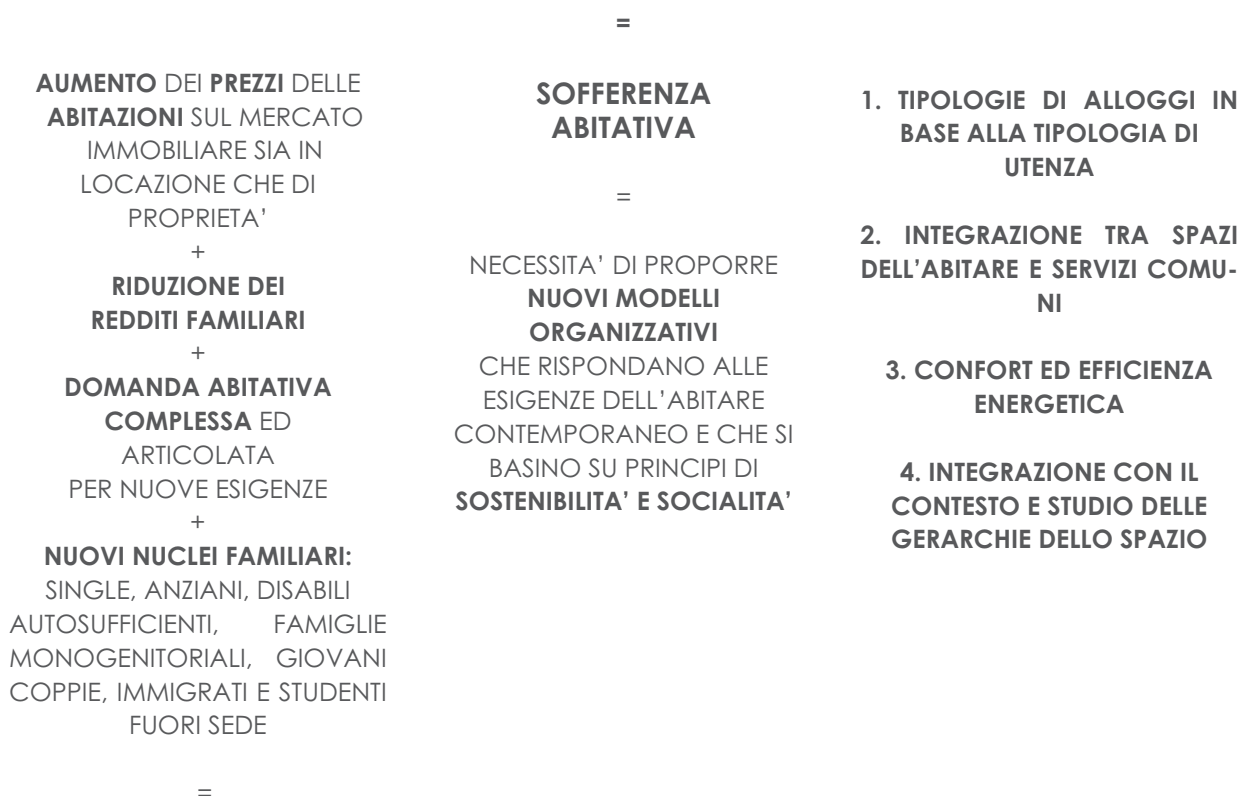 AUMENTO DEI PREZZI DELLE
ABITAZIONI SUL MERCATO
IMMOBILIARE SIA IN
LOCAZIONE CHE DI
PROPRIETA’
+
RIDUZIONE DEI
REDDITI FAMILIARI
+
DOMANDA ABITATIVA
COMPLESSA ED
ARTICOLATA
PER NUOVE ESIGENZE
+
NUOVI NUCLEI FAMILIARI:
SINGLE, ANZIANI, DISABILI
AUTOSUFFICIENTI, FAMIGLIE
MONOGENITORIALI, GIOVANI
COPPIE, IMMIGRATI E STUDENTI
FUORI SEDE
=
=
SOFFERENZA
ABITATIVA
=
NECESSITA’ DI PROPORRE
NUOVI MODELLI
ORGANIZZATIVI
CHE RISPONDANO ALLE
ESIGENZE DELL’ABITARE
CONTEMPORANEO E CHE SI
BASINO SU PRINCIPI DI
SOSTENIBILITA’ E SOCIALITA’
1. TIPOLOGIE DI ALLOGGI IN
BASE ALLA TIPOLOGIA DI
UTENZA
2. INTEGRAZIONE TRA SPAZI
DELL’ABITARE E SERVIZI COMU-
NI
3. CONFORT ED EFFICIENZA
ENERGETICA
4. INTEGRAZIONE CON IL
CONTESTO E STUDIO DELLE
GERARCHIE DELLO SPAZIO